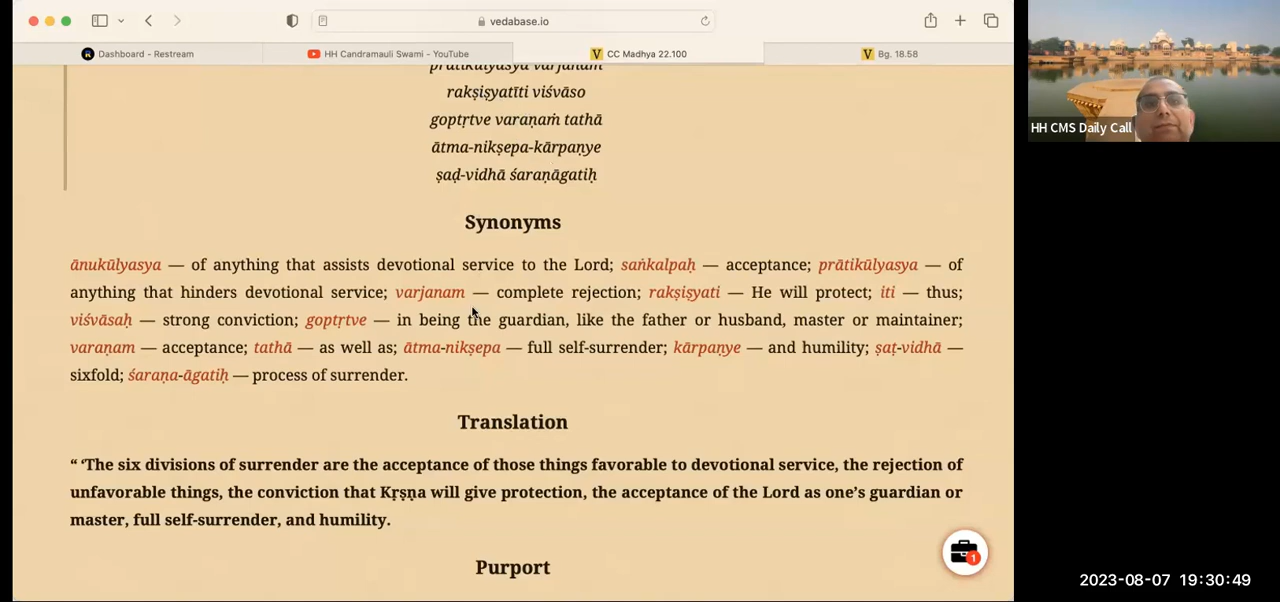 vedabase.io
Dashboard - Restream
HH Candramauli Swami - YouTube
CC Madhya 22.100
Bg. 18.58
prātikūlyasya varjanam
rakṣiṣyatīti viśvāso
goptṛtve varaṇaṁ tathā
ātma-nikṣepa-kārpaṇye
ṣaḍ-vidhā śaraṇāgatiḥ
Synonyms
ānukūlyasya — of anything that assists devotional service to the Lord; saṅkalpaḥ — acceptance; prātikūlyasya — of
anything that hinders devotional service; varjanam — complete rejection; rakṣiṣyati — He will protect; iti — thus;
viśvāsaḥ — strong conviction; goptṛtve — in being the guardian, like the father or husband, master or maintainer;
varaṇam — acceptance; tathā — as well as; ātma-nikṣepa — full self-surrender; kārpaṇye — and humility; ṣaṭ-vidhā —
sixfold; śaraṇa-āgatiḥ — process of surrender.
Translation
“ ‘The six divisions of surrender are the acceptance of those things favorable to devotional service, the rejection of
unfavorable things, the conviction that Kṛṣṇa will give protection, the acceptance of the Lord as one’s guardian or
master, full self-surrender, and humility.
Purport
1
HH CMS Daily Call
2023-08-07 19:30:49